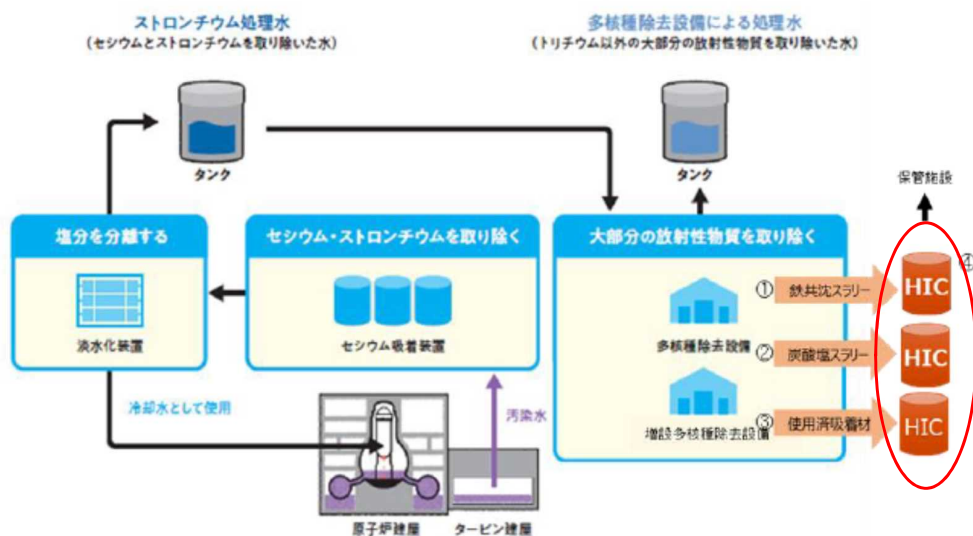 ストロンチウム処理水
（セシウムとストロンチウムを取り除いた水）
多核種除去設備による処理水
（トリチウム以外の大部分の放射性物質を取り除いた水）
タンク
タンク
保管施設
塩分を分離する
セシウム・ストロンチウムを取り除く
大部分の放射性物質を取り除く
④
① 鉄共沈スラリー
HIC
淡水化装置
セシウム吸着装置
多核種除去設備
② 炭酸塩スラリー
HIC
冷却水として使用
汚染水
増設多核種除去設備
③ 使用済吸着材
HIC
原子炉建屋
タービン建屋